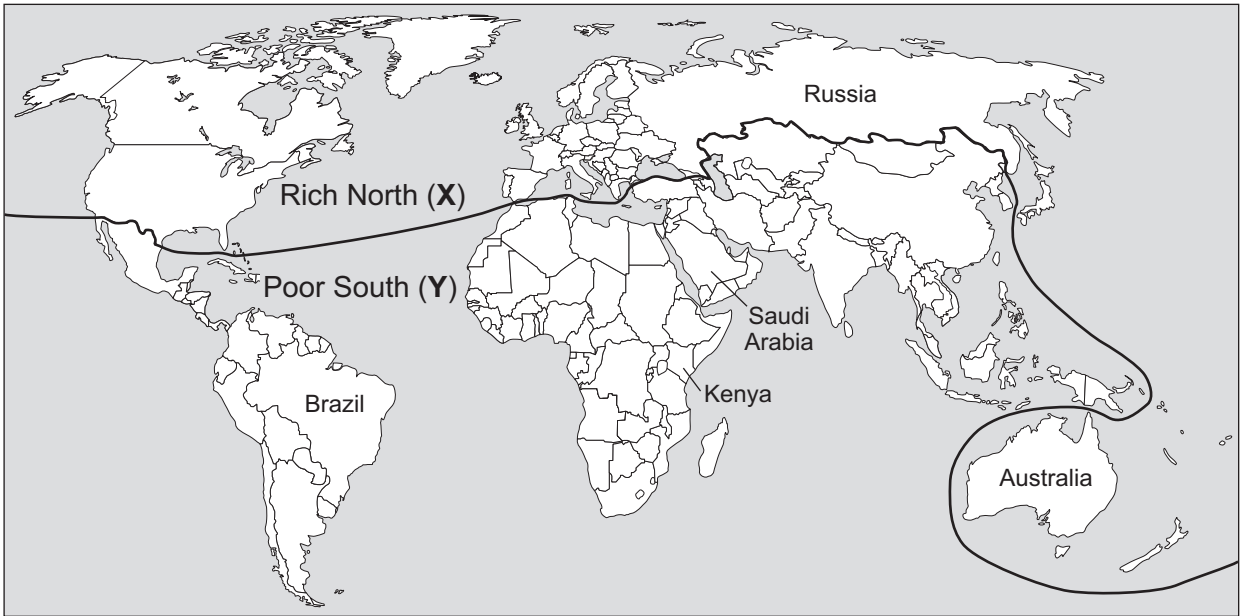 Russia
Rich North (X)
Poor South (Y)
Saudi
Arabia
Kenya
Brazil
Australia